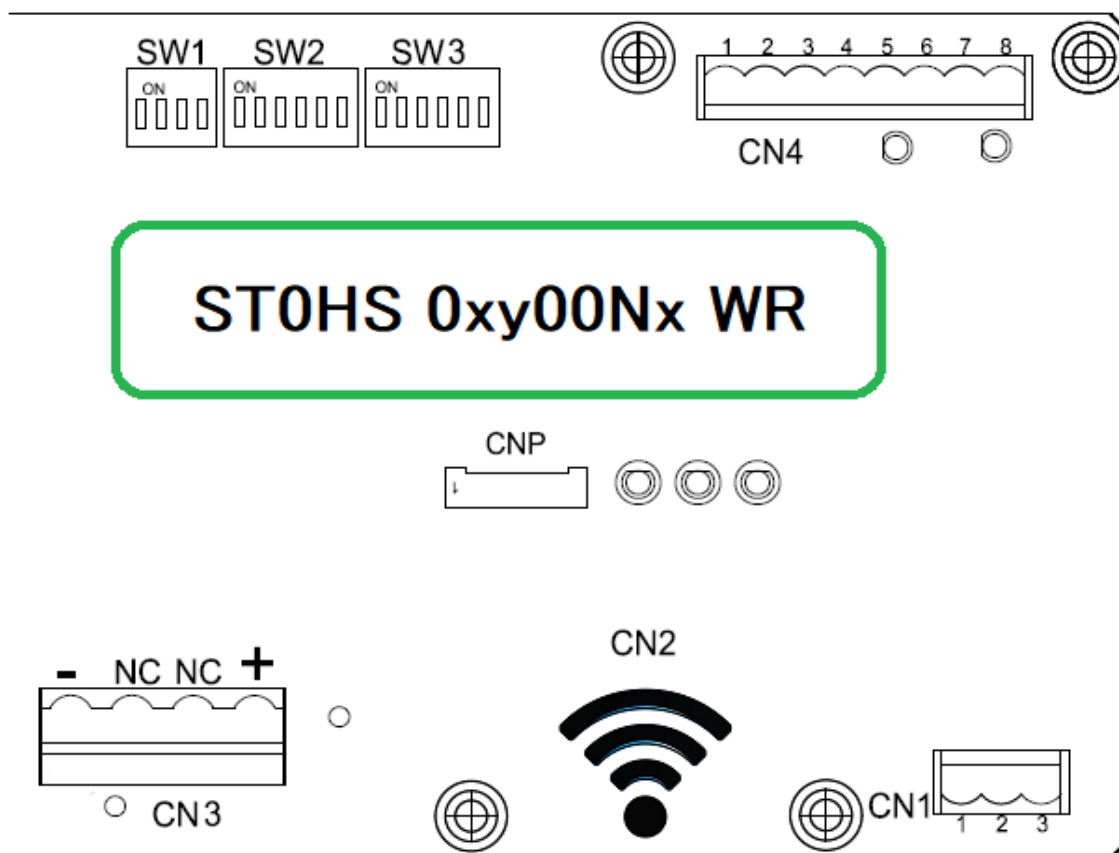 SW1 SW2 SW3
ON ON ON
1 2 3 4 5 6 7 8
CN4
ST0HS 0xy00Nx WR
CNP
1
CN2
- NC NC +
CN3
CN1
1 2 3